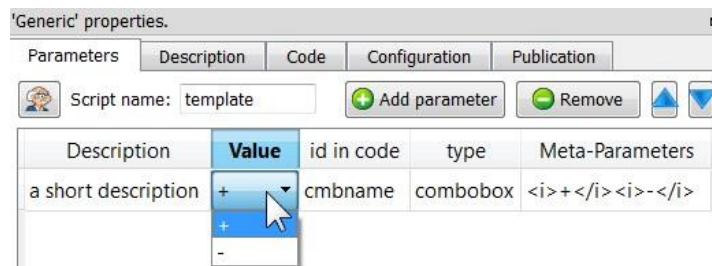 'Generic' properties.
Parameters Description Code Configuration Publication
Script name: template Add parameter Remove
Description Value id in code type Meta-Parameters
a short description + cmbname combobox <i>+</i><i>-</i>
+
-